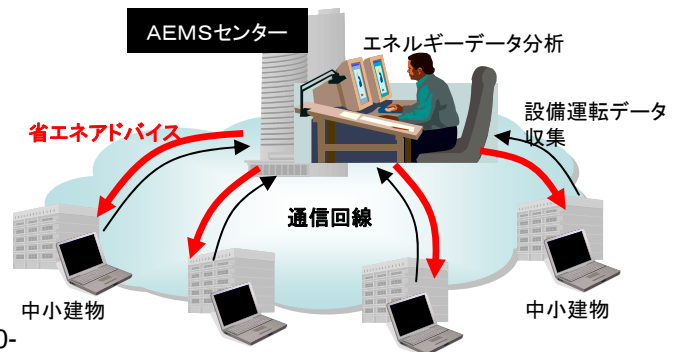 AEMSセンター
エネルギーデータ分析
設備運転データ
収集
省エネアドバイス
通信回線
中小建物
中小建物
0-